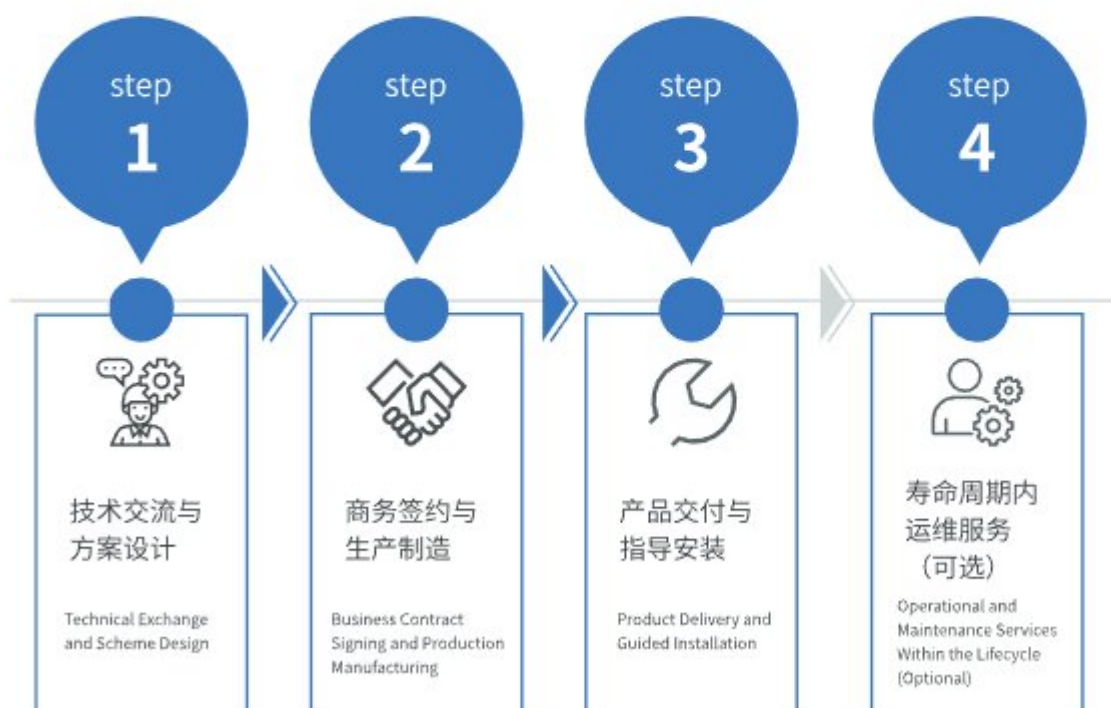 step
1
step
2
step
3
step
4
技术交流与
方案设计
Technical Exchange
and Scheme Design
商务签约与
生产制造
Business Contract
Signing and Production
Manufacturing
产品交付与
指导安装
Product Delivery and
Guided Installation
寿命周期内
运维服务
（可选）
Operational and
Maintenance Services
Within the Lifecycle
(Optional)